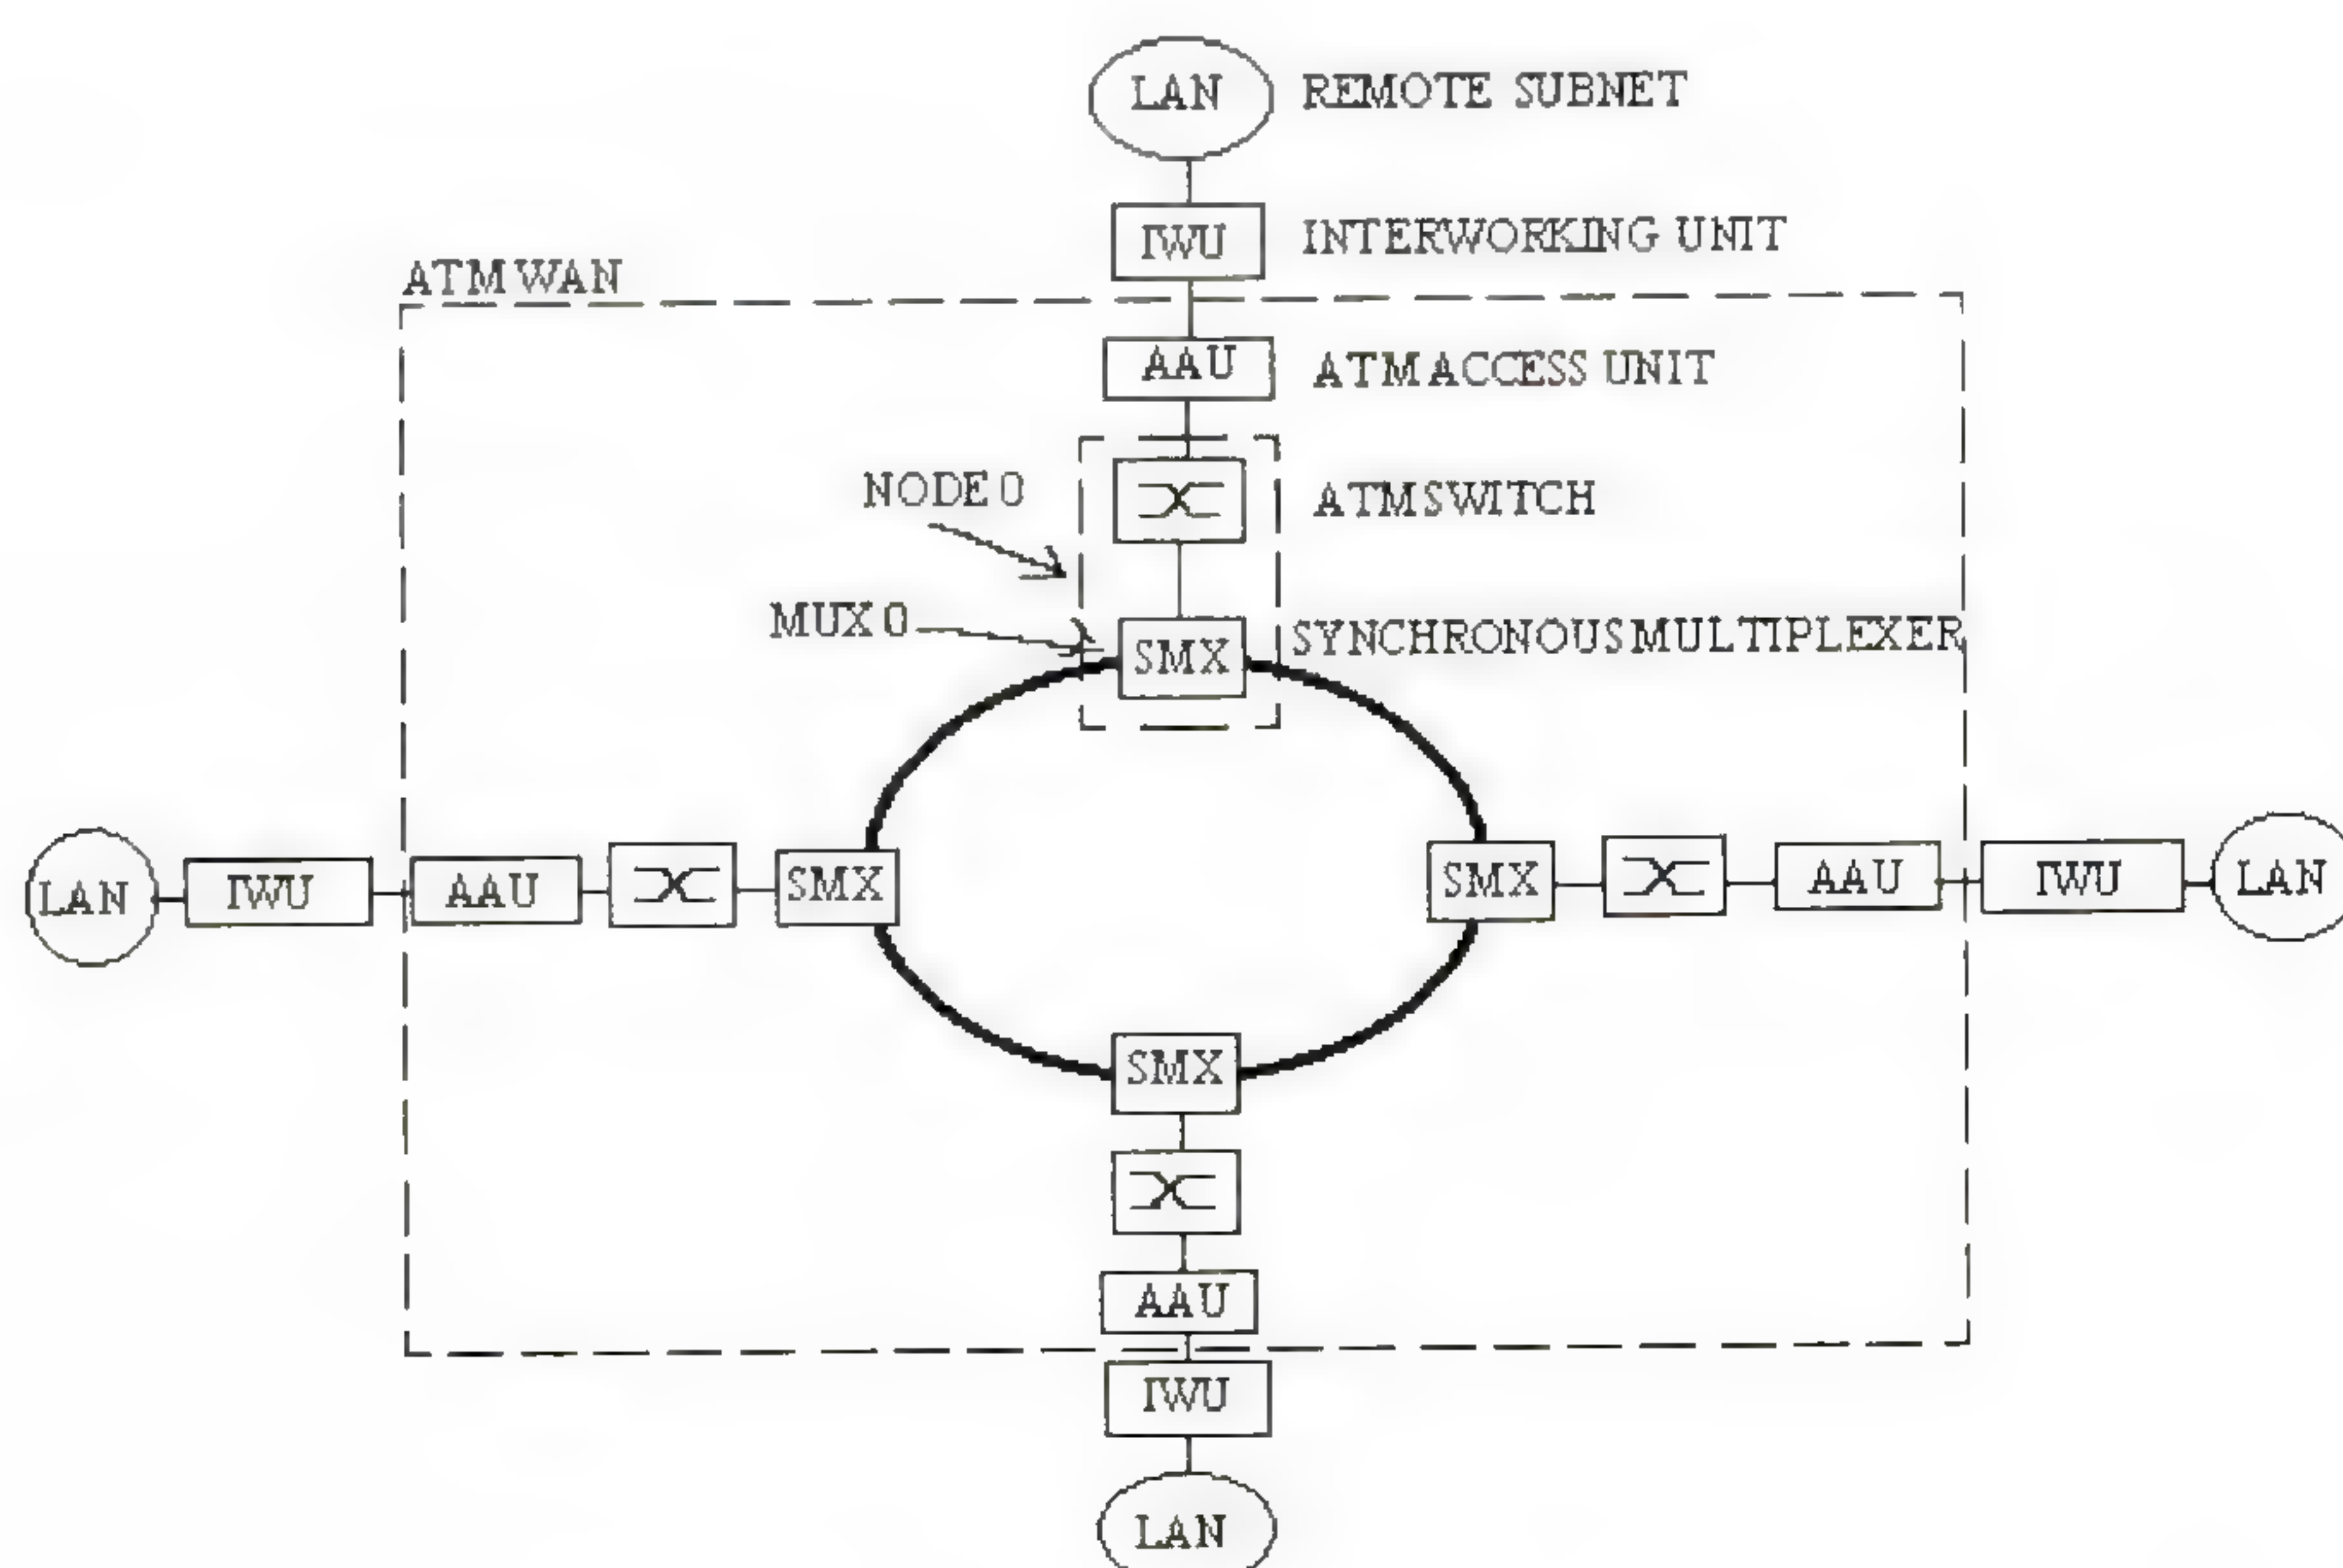 LAN REMOTE SUBNET
IWU INTERWORKING UNIT
ATM WAN
AAU ATM ACCESS UNIT
NODE 0 ATM SWITCH
MUX 0 SMX SYNCHRONOUS MULTIPLEXER
LAN IWU AAU SMX SMX AAU IWU LAN
SMX
AAU
IWU
LAN